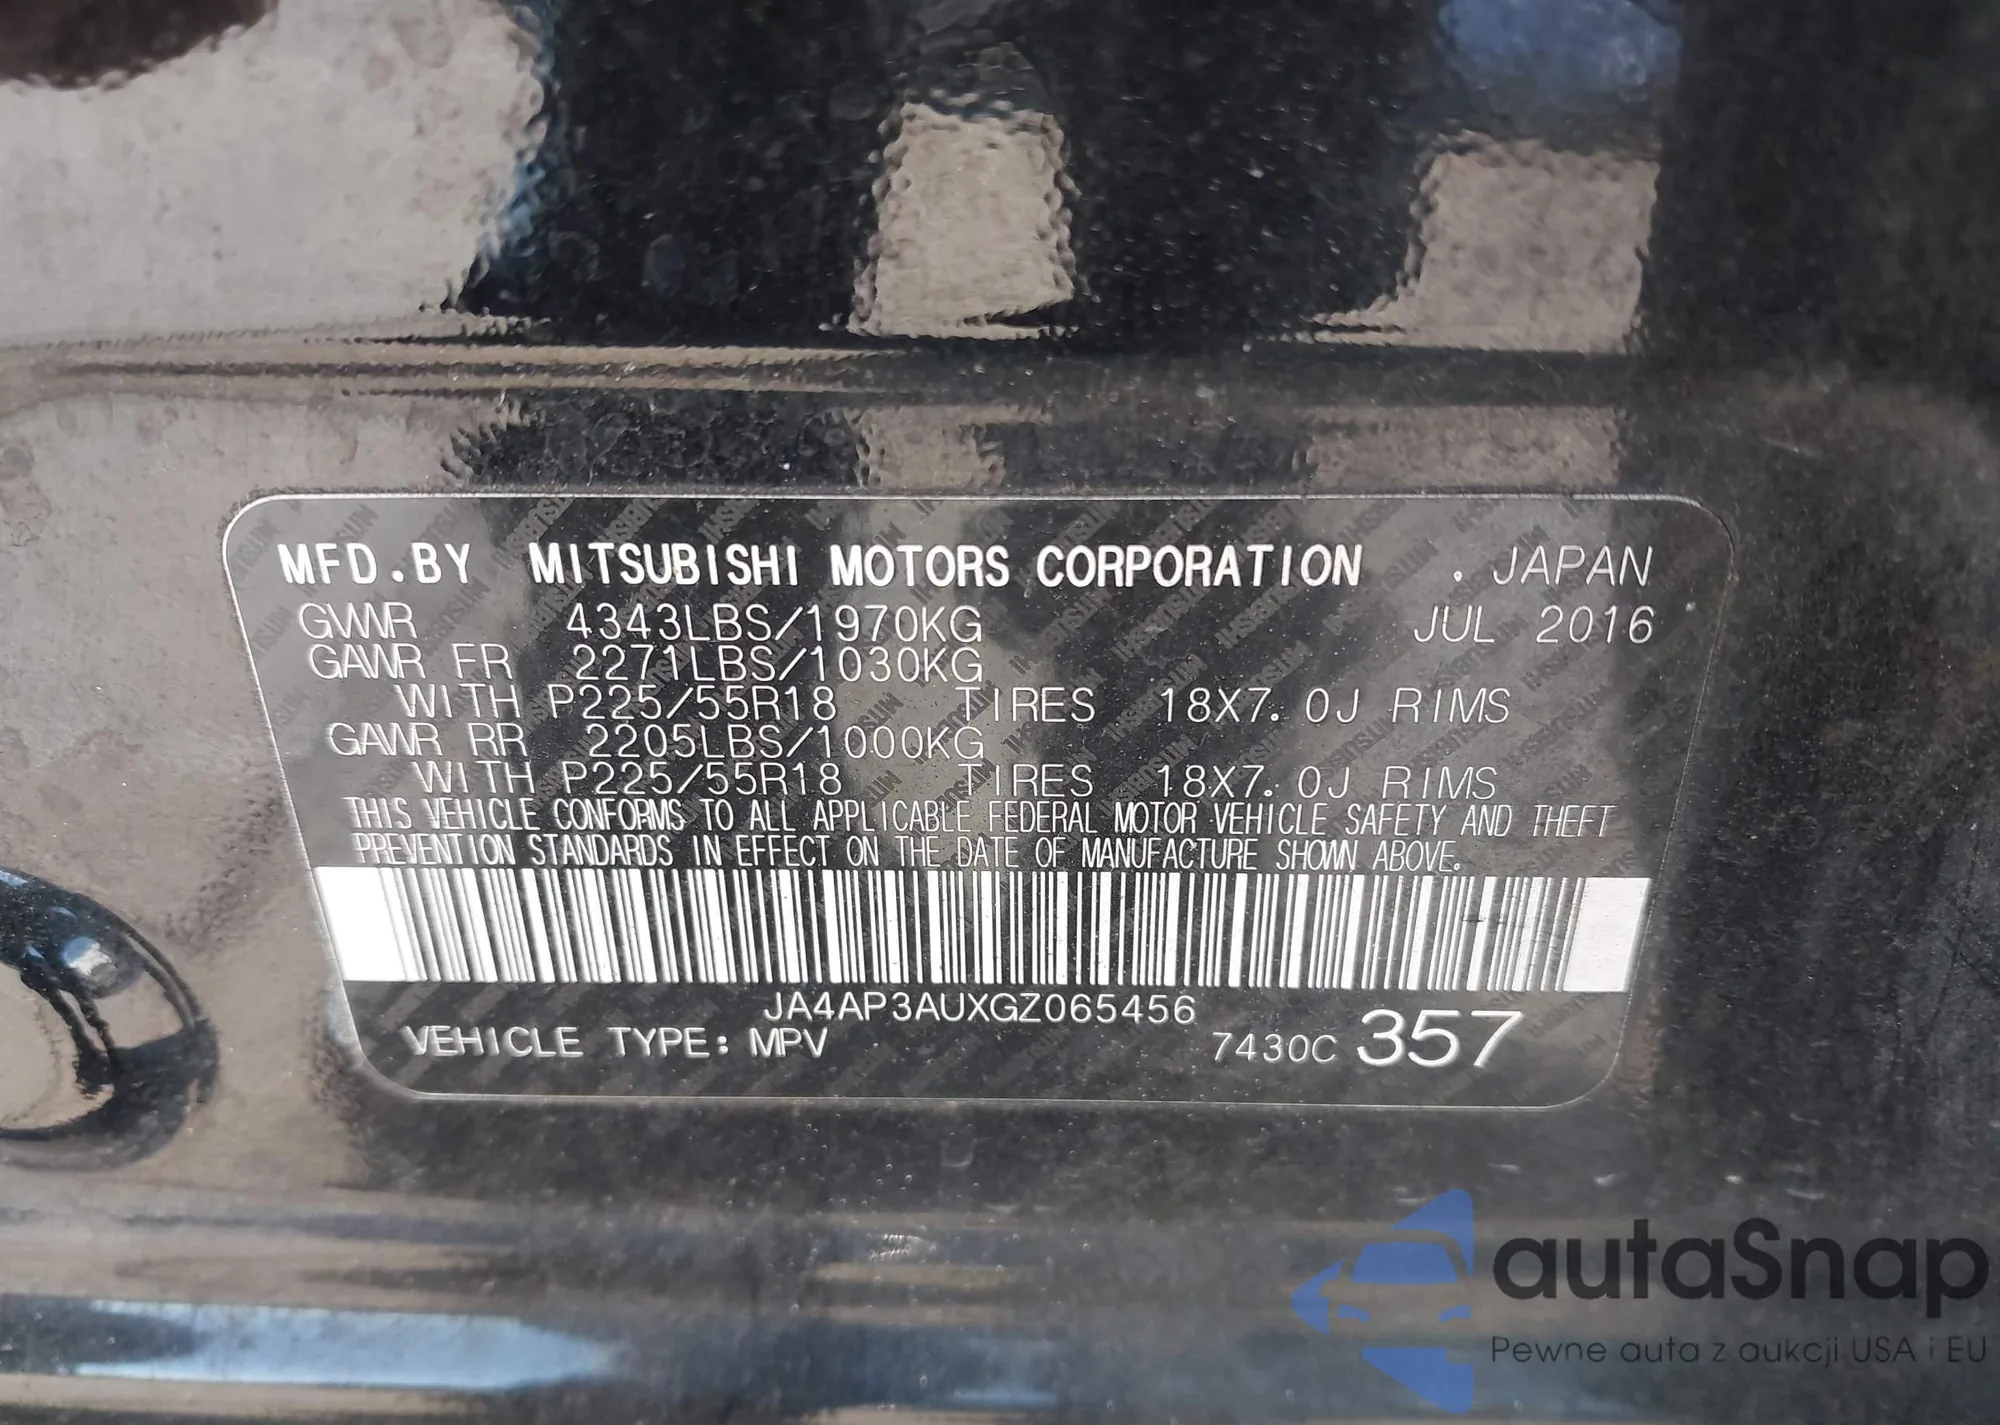 MFD.BY MITSUBISHI MOTORS CORPORATION . JAPAN
GVWR 4343LBS/1970KG JUL 2016
GAWR FR 2271LBS/1030KG
WITH P225/55R18 TIRES 18X7.0J RIMS
GAWR RR 2205LBS/1000KG
WITH P225/55R18 TIRES 18X7.0J RIMS
THIS VEHICLE CONFORMS TO ALL APPLICABLE FEDERAL MOTOR VEHICLE SAFETY AND THEFT
PREVENTION STANDARDS IN EFFECT ON THE DATE OF MANUFACTURE SHOWN ABOVE.
JA4AP3AUXGZ065456
VEHICLE TYPE: MPV 7430C 357
autaSnap
Pewne auta z aukcji USA i EU